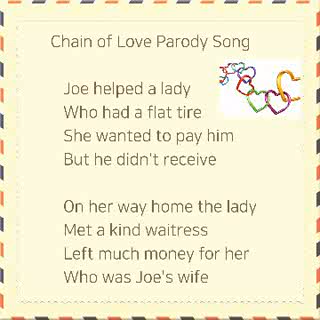 Chain of Love Parody Song
Joe helped a lady
Who had a flat tire
She wanted to pay him
But he didn't receive
On her way home the lady
Met a kind waitress
Left much money for her
Who was Joe's wife